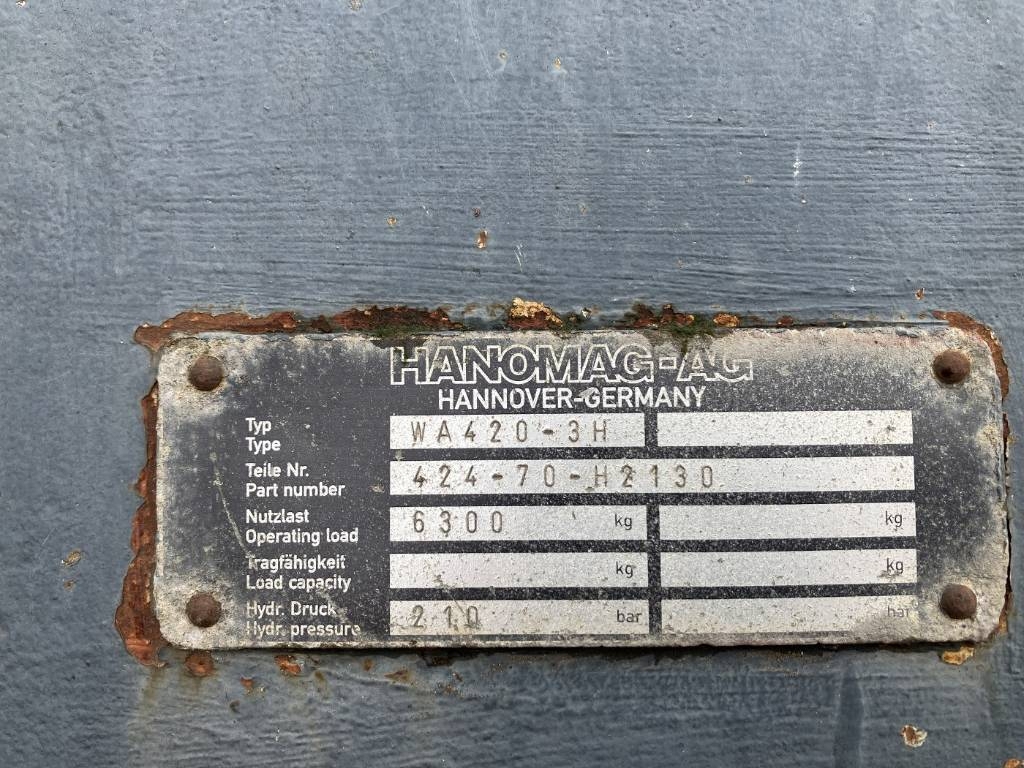 HANOMAG-AG
HANNOVER-GERMANY
Typ
Type
WA420-3H
Teile Nr.
Part number
424-70-H2130
Nutzlast
Operating load
6300 kg kg
Tragfähigkeit
Load capacity
kg kg
Hydr. Druck
Hydr. pressure
210 bar bar